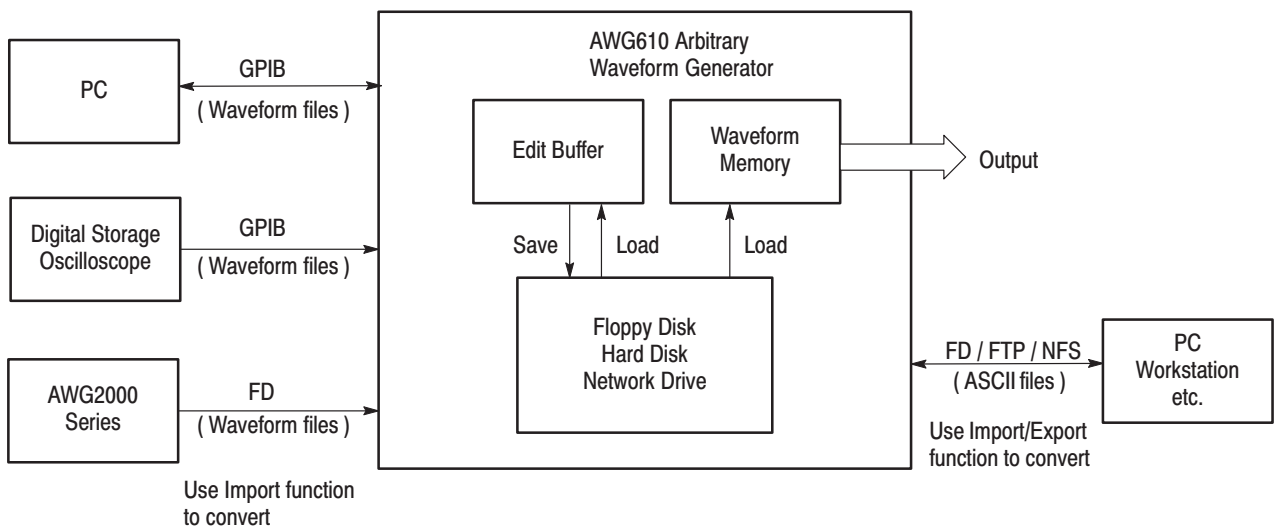 AWG610 Arbitrary
Waveform Generator
PC
GPIB
( Waveform files )
Edit Buffer
Waveform
Memory
Output
Digital Storage
Oscilloscope
GPIB
( Waveform files )
Save
Load
Load
Floppy Disk
Hard Disk
Network Drive
AWG2000
Series
FD
( Waveform files )
Use Import function
to convert
FD / FTP / NFS
( ASCII files )
Use Import/Export
function to convert
PC
Workstation
etc.